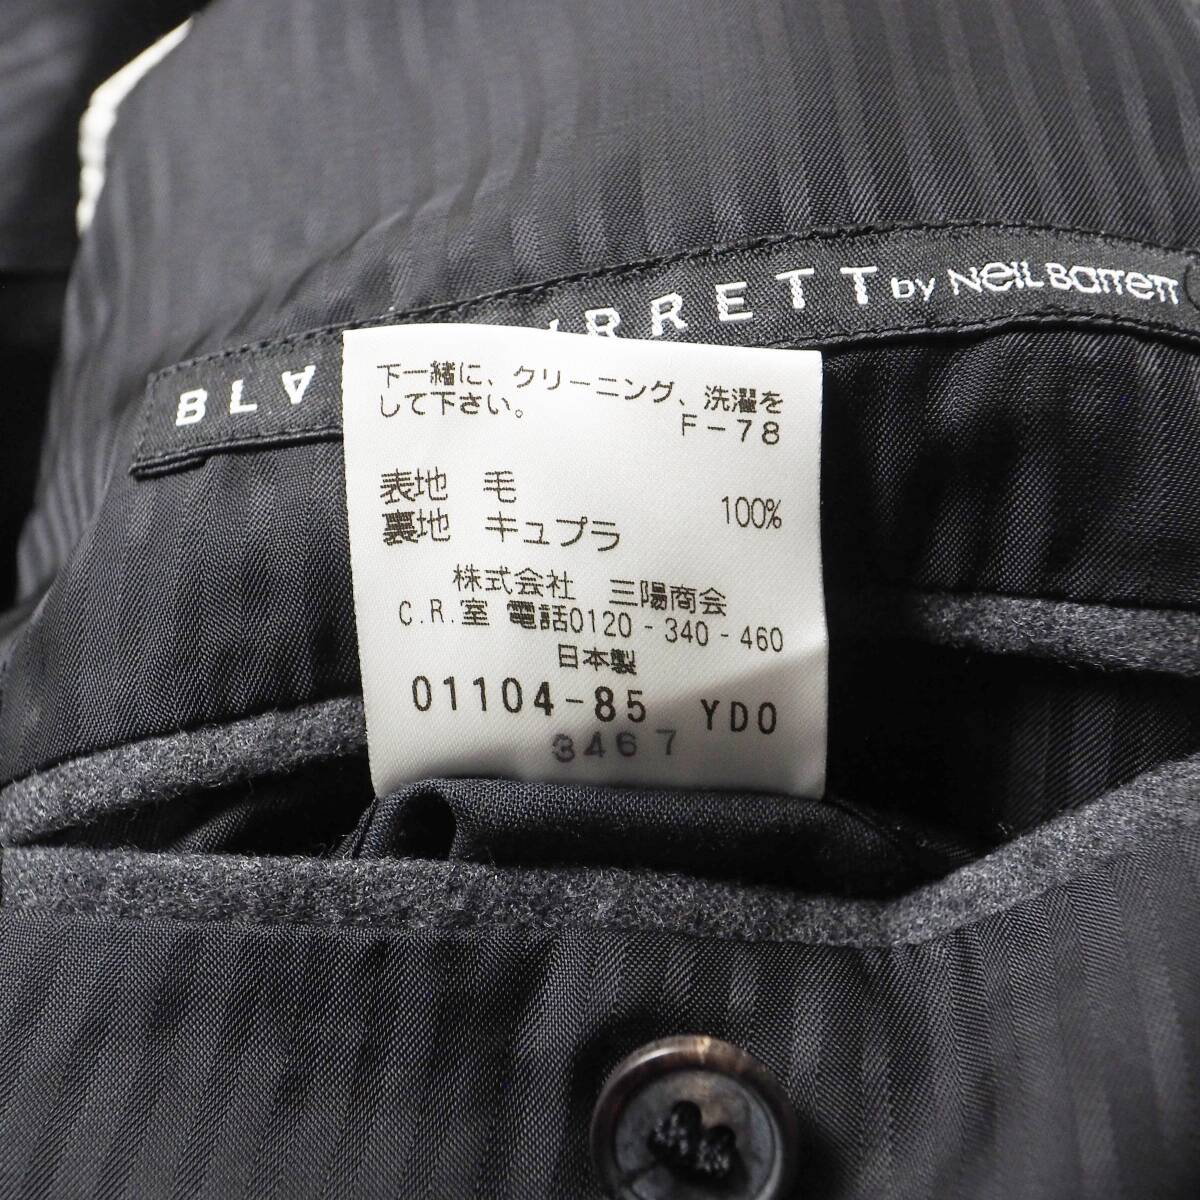 BLA RRETT by Neil Barrett
下一緒に、クリーニング、洗濯を
して下さい。
F-78
表地 毛 100%
裏地 キュプラ
株式会社 三陽商会
C.R.室 電話0120-340-460
日本製
01104-85 YD0
3467